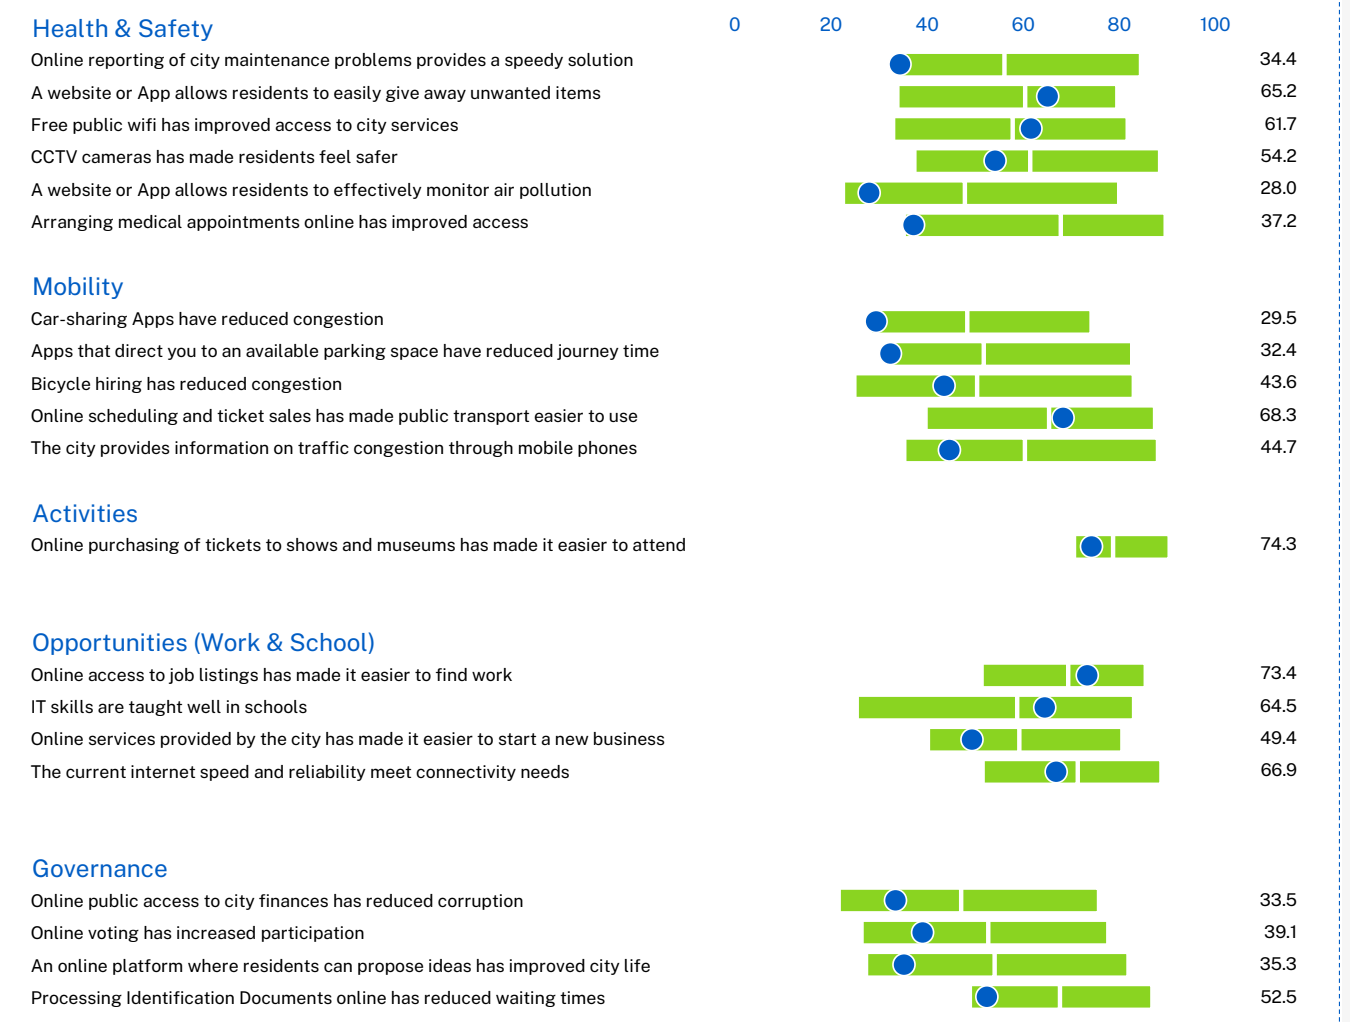 Health & Safety 0 20 40 60 80 100
Online reporting of city maintenance problems provides a speedy solution 34.4
A website or App allows residents to easily give away unwanted items 65.2
Free public wifi has improved access to city services 61.7
CCTV cameras has made residents feel safer 54.2
A website or App allows residents to effectively monitor air pollution 28.0
Arranging medical appointments online has improved access 37.2
Mobility
Car-sharing Apps have reduced congestion 29.5
Apps that direct you to an available parking space have reduced journey time 32.4
Bicycle hiring has reduced congestion 43.6
Online scheduling and ticket sales has made public transport easier to use 68.3
The city provides information on traffic congestion through mobile phones 44.7
Activities
Online purchasing of tickets to shows and museums has made it easier to attend 74.3
Opportunities (Work & School)
Online access to job listings has made it easier to find work 73.4
IT skills are taught well in schools 64.5
Online services provided by the city has made it easier to start a new business 49.4
The current internet speed and reliability meet connectivity needs 66.9
Governance
Online public access to city finances has reduced corruption 33.5
Online voting has increased participation 39.1
An online platform where residents can propose ideas has improved city life 35.3
Processing Identification Documents online has reduced waiting times 52.5